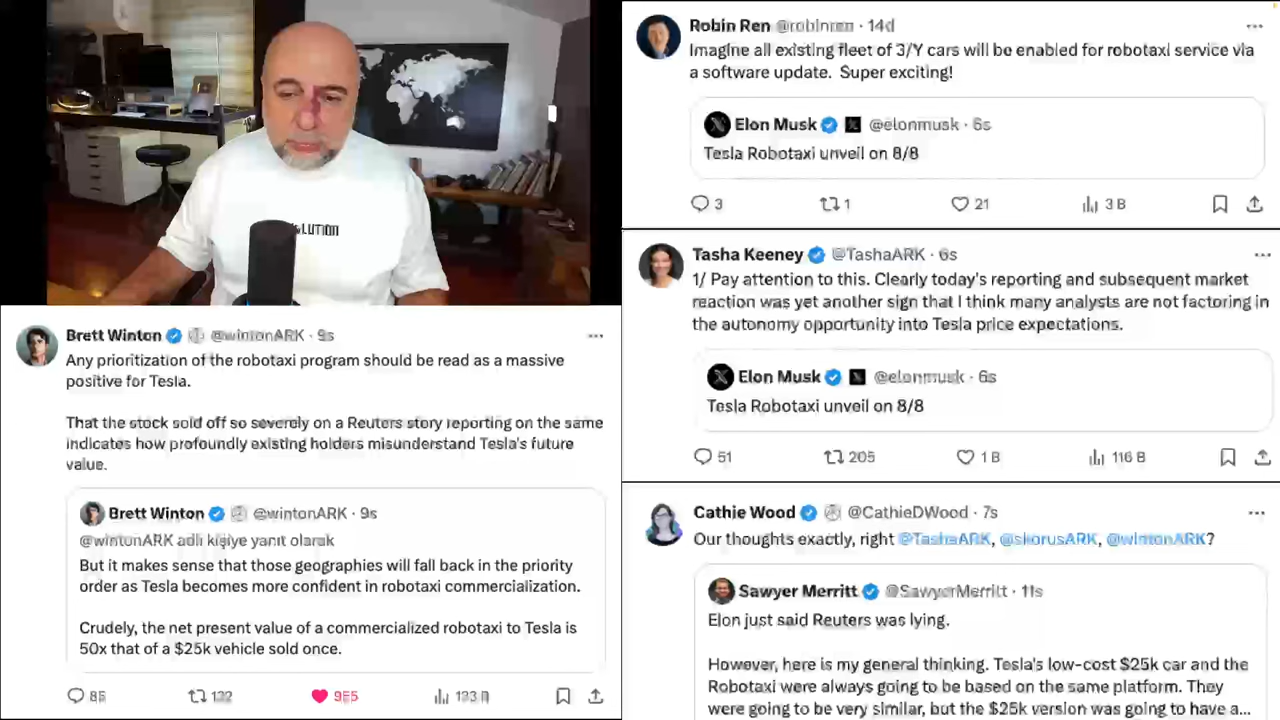 LUTION
Brett Winton @wintonARK · 9s
Any prioritization of the robotaxi program should be read as a massive
positive for Tesla.
That the stock sold off so severely on a Reuters story reporting on the same
indicates how profoundly existing holders misunderstand Tesla's future
value.
Brett Winton @wintonARK · 9s
@wintonARK adlı kişiye yanıt olarak
But it makes sense that those geographies will fall back in the priority
order as Tesla becomes more confident in robotaxi commercialization.
Crudely, the net present value of a commercialized robotaxi to Tesla is
50x that of a $25k vehicle sold once.
85 132 955
Robin Ren @robinren · 14d
Imagine all existing fleet of 3/Y cars will be enabled for robotaxi service via
a software update. Super exciting!
Elon Musk @elonmusk · 6s
Tesla Robotaxi unveil on 8/8
3 1 21 3 B
Tasha Keeney @TashaARK · 6s
1/ Pay attention to this. Clearly today's reporting and subsequent market
reaction was yet another sign that I think many analysts are not factoring in
the autonomy opportunity into Tesla price expectations.
Elon Musk @elonmusk · 6s
Tesla Robotaxi unveil on 8/8
51 205 1 B 116 B
Cathie Wood @CathieDWood · 7s
Our thoughts exactly, right @TashaARK, @skorusARK, @wintonARK?
Sawyer Merritt @SawyerMerritt · 11s
Elon just said Reuters was lying.
However, here is my general thinking. Tesla's low-cost $25k car and the
Robotaxi were always going to be based on the same platform. They
were going to be very similar, but the $25k version was going to have a...